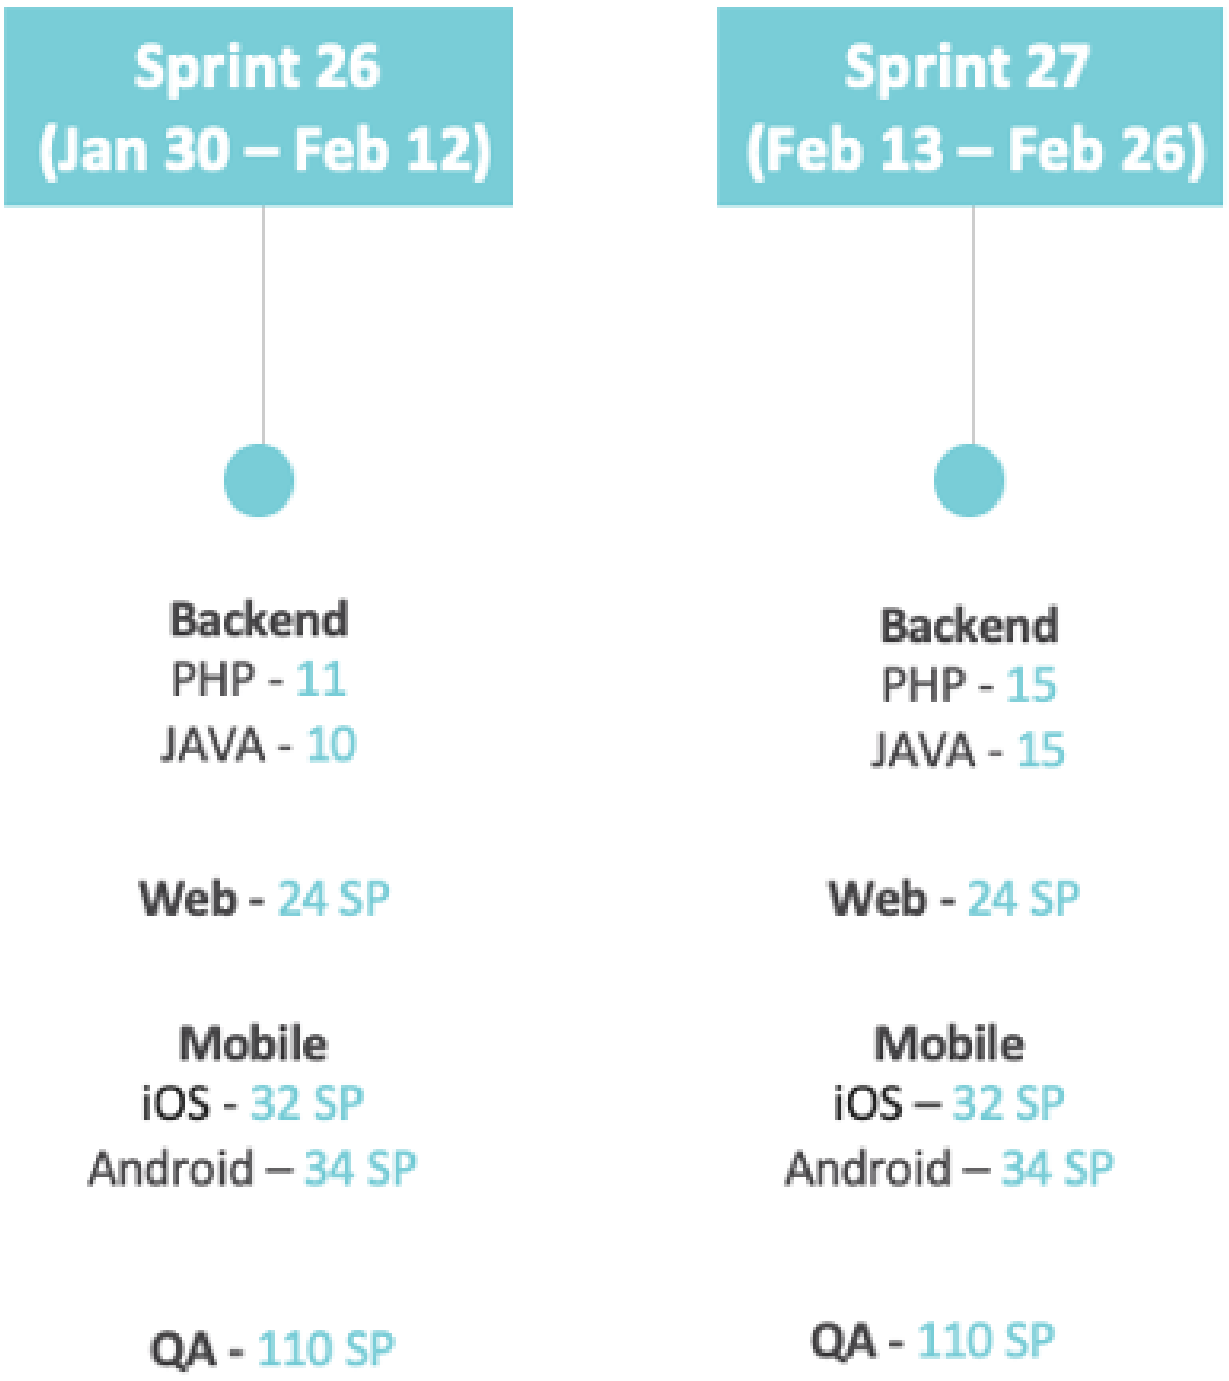 Sprint 26
(Jan 30 – Feb 12)
Backend
PHP - 11
JAVA - 10
Web - 24 SP
Mobile
iOS - 32 SP
Android – 34 SP
QA - 110 SP
Sprint 27
(Feb 13 – Feb 26)
Backend
PHP - 15
JAVA - 15
Web - 24 SP
Mobile
iOS – 32 SP
Android – 34 SP
QA - 110 SP